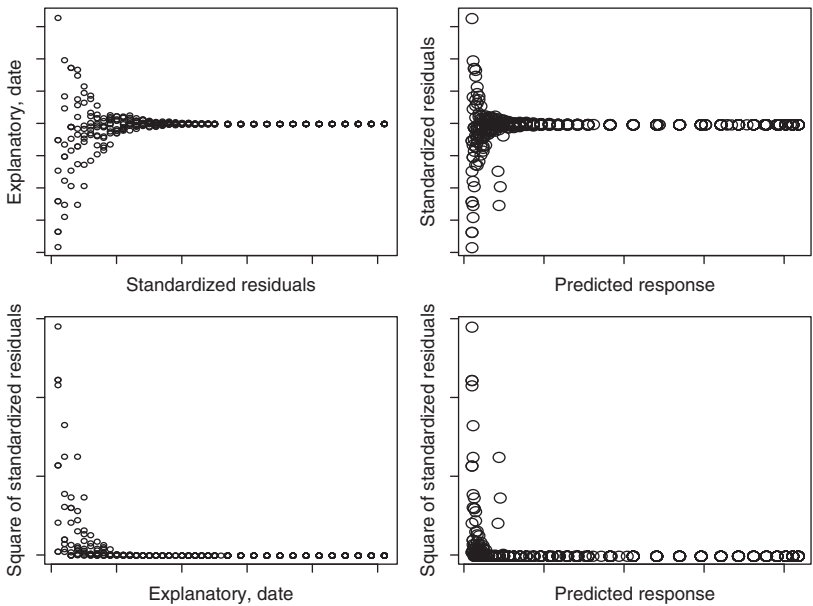 Explanatory, date
Standardized residuals
Standardized residuals
Predicted response
Square of standardized residuals
Explanatory, date
Square of standardized residuals
Predicted response